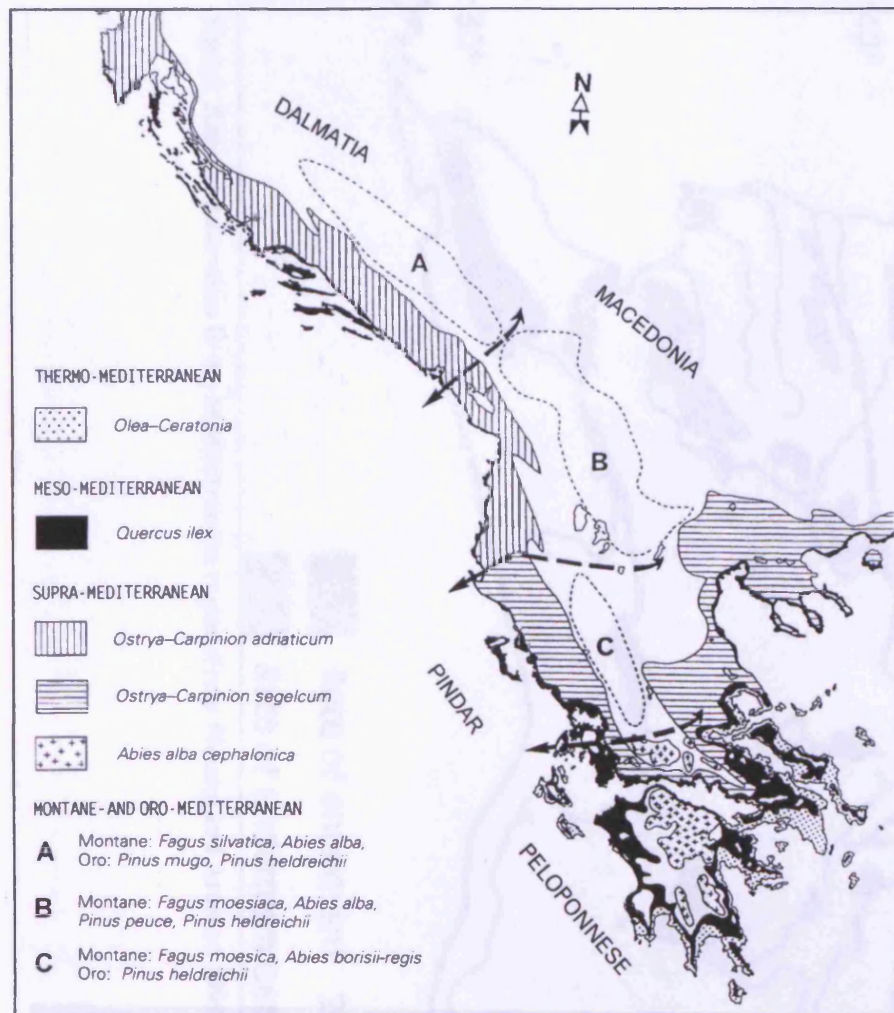 N
DALMATIA
A
MACEDONIA
THERMO-MEDITERRANEAN
Olea–Ceratonia
B
MESO-MEDITERRANEAN
Quercus ilex
SUPRA-MEDITERRANEAN
Ostrya–Carpinion adriaticum
C
Ostrya–Carpinion segelcum
PINDAR
Abies alba cephalonica
MONTANE-AND ORO-MEDITERRANEAN
A Montane: Fagus silvatica, Abies alba,
Oro: Pinus mugo, Pinus heldreichii
B Montane: Fagus moesiaca, Abies alba,
Pinus peuce, Pinus heldreichii
C Montane: Fagus moesica, Abies borisii-regis
Oro: Pinus heldreichii
PELOPONNESE